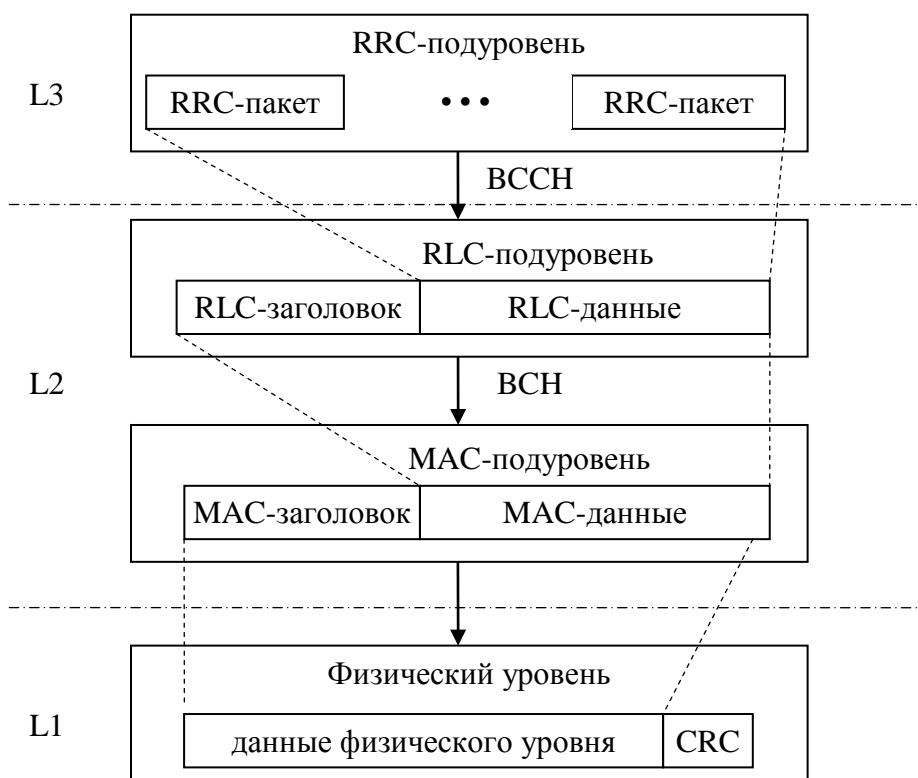 RRC-подуровень
L3
RRC-пакет ••• RRC-пакет
BCCH
RLC-подуровень
RLC-заголовок RLC-данные
L2
BCH
MAC-подуровень
MAC-заголовок MAC-данные
Физический уровень
L1
данные физического уровня CRC